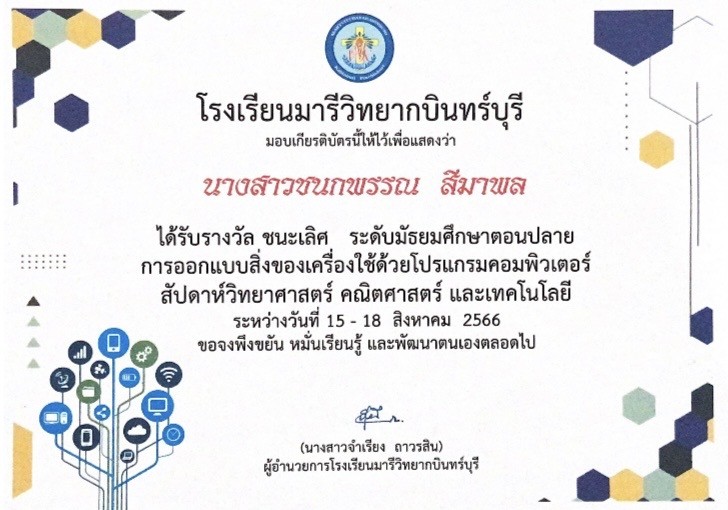 โรงเรียนมารีวิทยากบินทร์บุรี
มอบเกียรติบัตรนี้ให้ไว้เพื่อแสดงว่า
นางสาวชนกพรรณ สีมาพล
ได้รับรางวัล ชนะเลิศ ระดับมัธยมศึกษาตอนปลาย
การออกแบบสิ่งของเครื่องใช้ด้วยโปรแกรมคอมพิวเตอร์
สัปดาห์วิทยาศาสตร์ คณิตศาสตร์ และเทคโนโลยี
ระหว่างวันที่ 15 - 18 สิงหาคม 2566
ขอจงพึงขยัน หมั่นเรียนรู้ และพัฒนาตนเองตลอดไป
(นางสาวจำเรียง ถาวรสิน)
ผู้อำนวยการโรงเรียนมารีวิทยากบินทร์บุรี